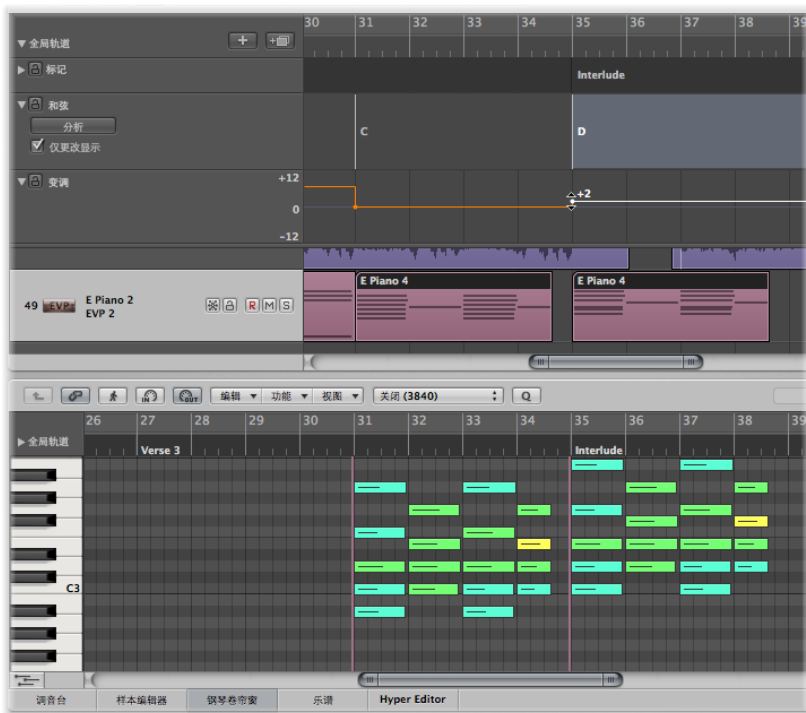 30 31 32 33 34 35 36 37 38 39
全局轨道
标记
Interlude
和弦
分析
仅更改显示
C
D
变调
+12
0
-12
+2
49 EVP
E Piano 2
EVP 2
R M S
E Piano 4
E Piano 4
IN OUT 编辑 功能 视图 关闭 (3840) Q
26 27 28 29 30 31 32 33 34 35 36 37 38 39
全局轨道
Verse 3
Interlude
C3
调音台 样本编辑器 钢琴卷帘窗 乐谱 Hyper Editor